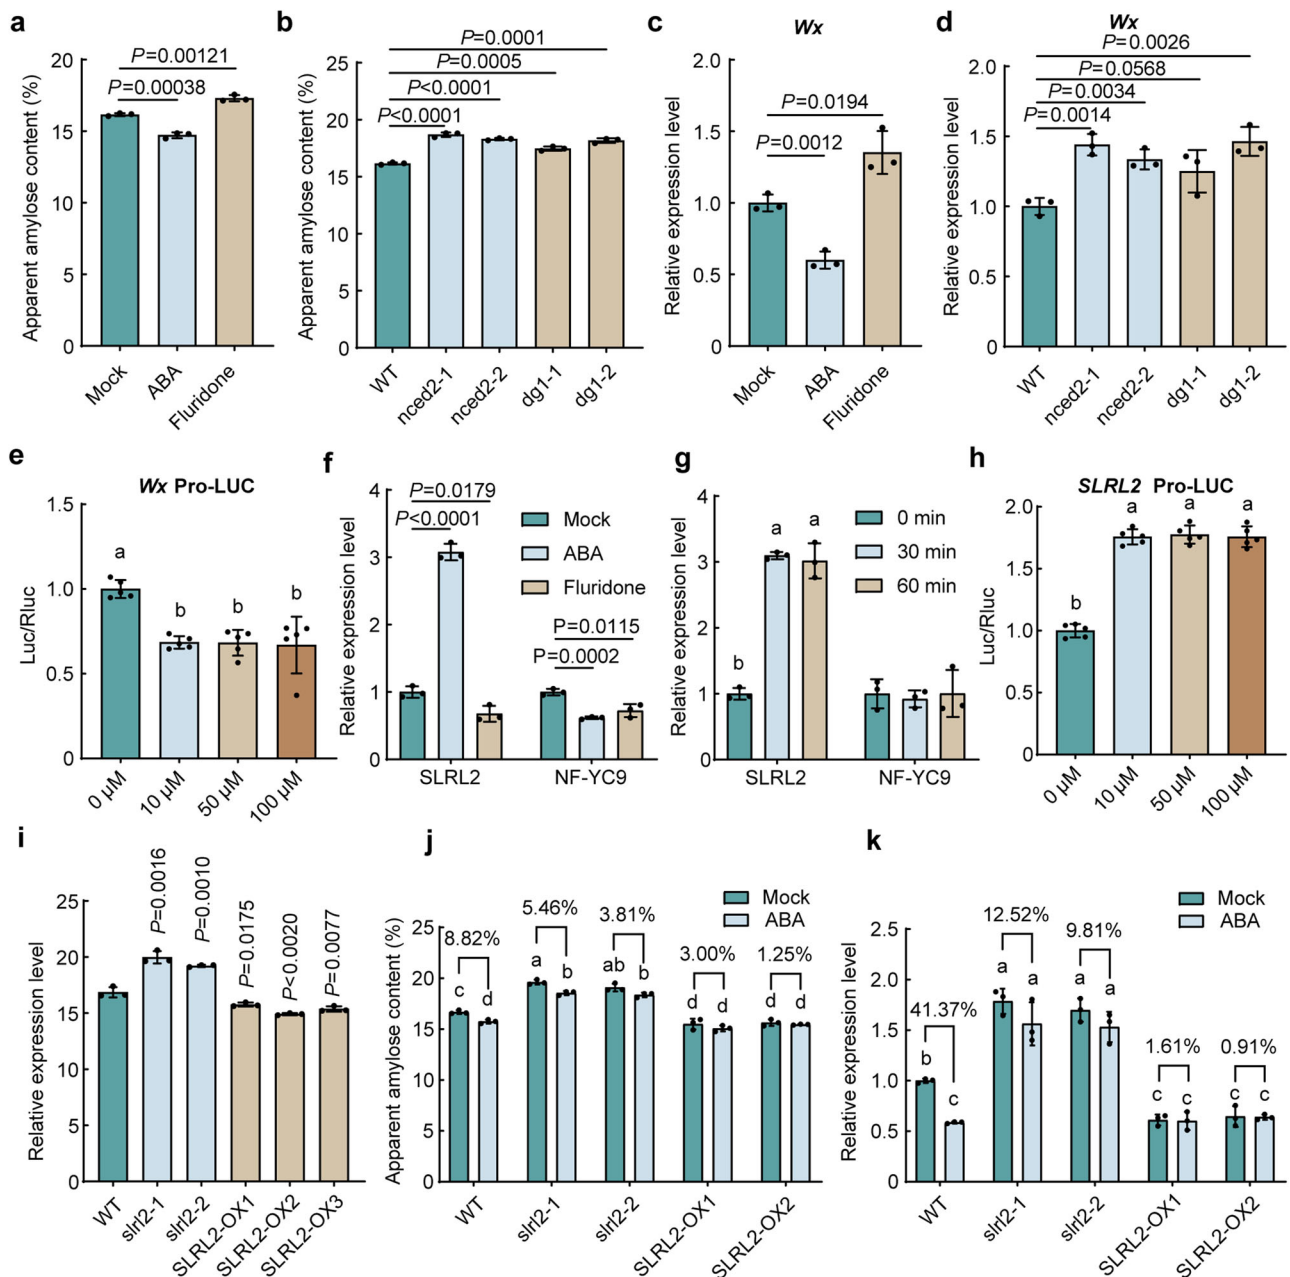 a
Apparent amylose content (%)
20
15
10
5
0
P=0.00121
P=0.00038
Mock
ABA
Fluridone
b
Apparent amylose content (%)
25
20
15
10
5
0
P=0.0001
P=0.0005
P<0.0001
P<0.0001
WT
nced2-1
nced2-2
dg1-1
dg1-2
c
Wx
Relative expression level
2.0
1.5
1.0
0.5
0
P=0.0194
P=0.0012
Mock
ABA
Fluridone
d
Wx
Relative expression level
2.0
1.5
1.0
0.5
0
P=0.0026
P=0.0568
P=0.0034
P=0.0014
WT
nced2-1
nced2-2
dg1-1
dg1-2
e
Wx Pro-LUC
Luc/Rluc
1.5
1.0
0.5
0
a
b
b
b
0 µM
10 µM
50 µM
100 µM
f
Relative expression level
4
3
2
1
0
P=0.0179
P<0.0001
Mock
ABA
Fluridone
P=0.0115
P=0.0002
SLRL2
NF-YC9
g
Relative expression level
4
3
2
1
0
b
a
a
0 min
30 min
60 min
SLRL2
NF-YC9
h
SLRL2 Pro-LUC
Luc/Rluc
2.0
1.5
1.0
0.5
0
b
a
a
a
0 µM
10 µM
50 µM
100 µM
i
Relative expression level
25
20
15
10
5
0
P=0.0016
P=0.0010
P=0.0175
P<0.0020
P=0.0077
WT
slrl2-1
slrl2-2
SLRL2-OX1
SLRL2-OX2
SLRL2-OX3
j
Apparent amylose content (%)
25
20
15
10
5
0
Mock
ABA
8.82%
5.46%
3.81%
3.00%
1.25%
c
d
a
b
ab
b
d
d
d
d
WT
slrl2-1
slrl2-2
SLRL2-OX1
SLRL2-OX2
k
Relative expression level
2.5
2.0
1.5
1.0
0.5
0
Mock
ABA
41.37%
12.52%
9.81%
1.61%
0.91%
b
c
a
a
a
a
c
c
c
c
WT
slrl2-1
slrl2-2
SLRL2-OX1
SLRL2-OX2